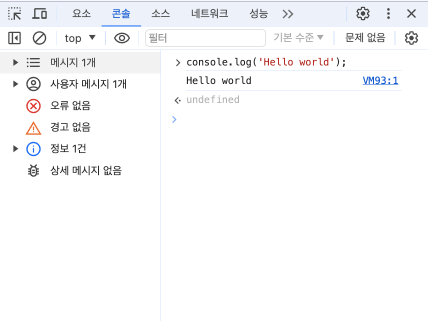 요소 콘솔 소스 네트워크 성능
top 필터 기본 수준 문제 없음
메시지 1개
사용자 메시지 1개
오류 없음
경고 없음
정보 1건
상세 메시지 없음
console.log('Hello world');
Hello world VM93:1
undefined